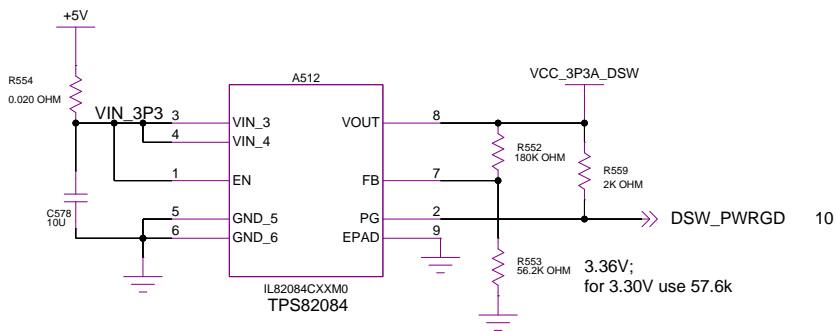 +5V
R554
0.020 OHM
VIN_3P3
C578
10U
A512
3 VIN_3
4 VIN_4
1 EN
5 GND_5
6 GND_6
VOUT 8
FB 7
PG 2
EPAD 9
IL82084CXXM0
TPS82084
VCC_3P3A_DSW
R552
180K OHM
R559
2K OHM
DSW_PWRGD 10
R553
56.2K OHM
3.36V;
for 3.30V use 57.6k